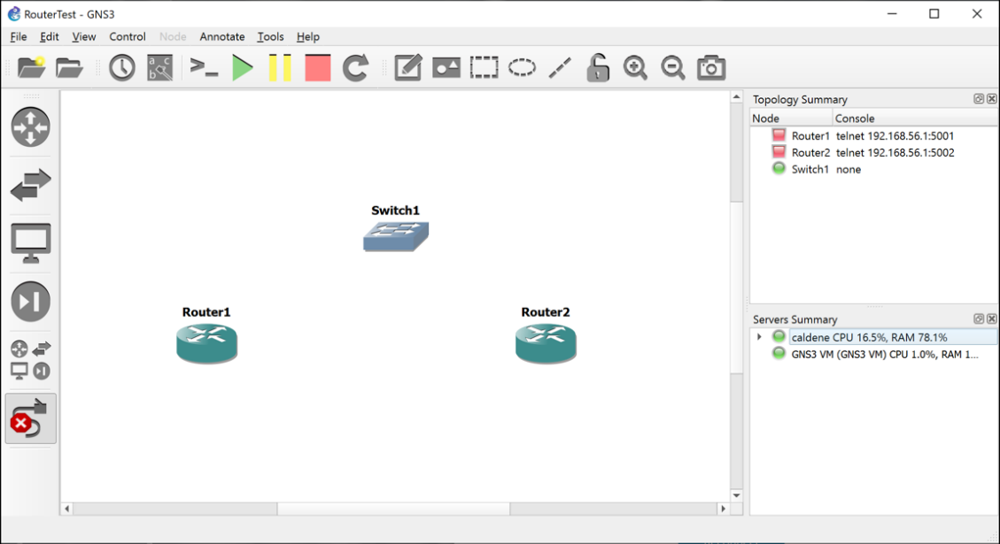 RouterTest - GNS3
File Edit View Control Node Annotate Tools Help
a c
b
Topology Summary
Node Console
Router1 telnet 192.168.56.1:5001
Router2 telnet 192.168.56.1:5002
Switch1 none
Switch1
Router1
Router2
Servers Summary
caldene CPU 16.5%, RAM 78.1%
GNS3 VM (GNS3 VM) CPU 1.0%, RAM 1...